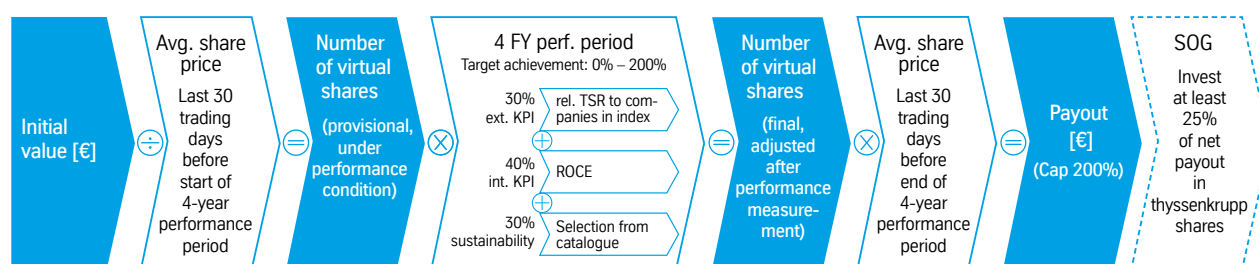 Initial
value [€]
÷
Avg. share
price
Last 30
trading
days
before
start of
4-year
performance
period
=
Number
of virtual
shares
(provisional,
under
performance
condition)
×
4 FY perf. period
Target achievement: 0% – 200%
30%
ext. KPI
rel. TSR to com-
panies in index
+
40%
int. KPI
ROCE
+
30%
sustainability
Selection from
catalogue
=
Number
of virtual
shares
(final,
adjusted
after
performance
measure-
ment)
×
Avg. share
price
Last 30
trading
days
before
end of
4-year
performance
period
=
Payout
[€]
(Cap 200%)
SOG
Invest
at least
25%
of net
payout
in
thyssenkrupp
shares